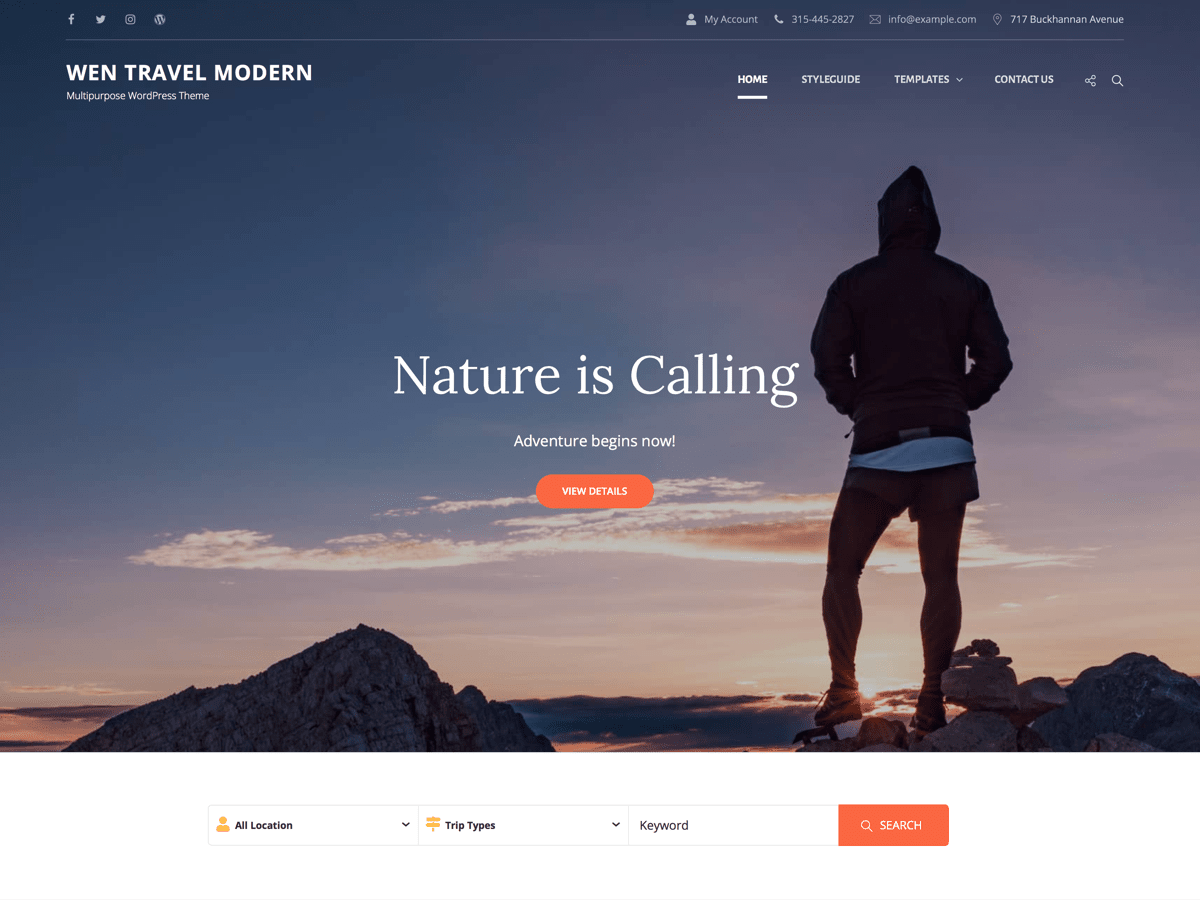 My Account 315-445-2827 info@example.com 717 Buckhannan Avenue
WEN TRAVEL MODERN
Multipurpose WordPress Theme
HOME STYLEGUIDE TEMPLATES CONTACT US
Nature is Calling
Adventure begins now!
VIEW DETAILS
All Location Trip Types Keyword SEARCH